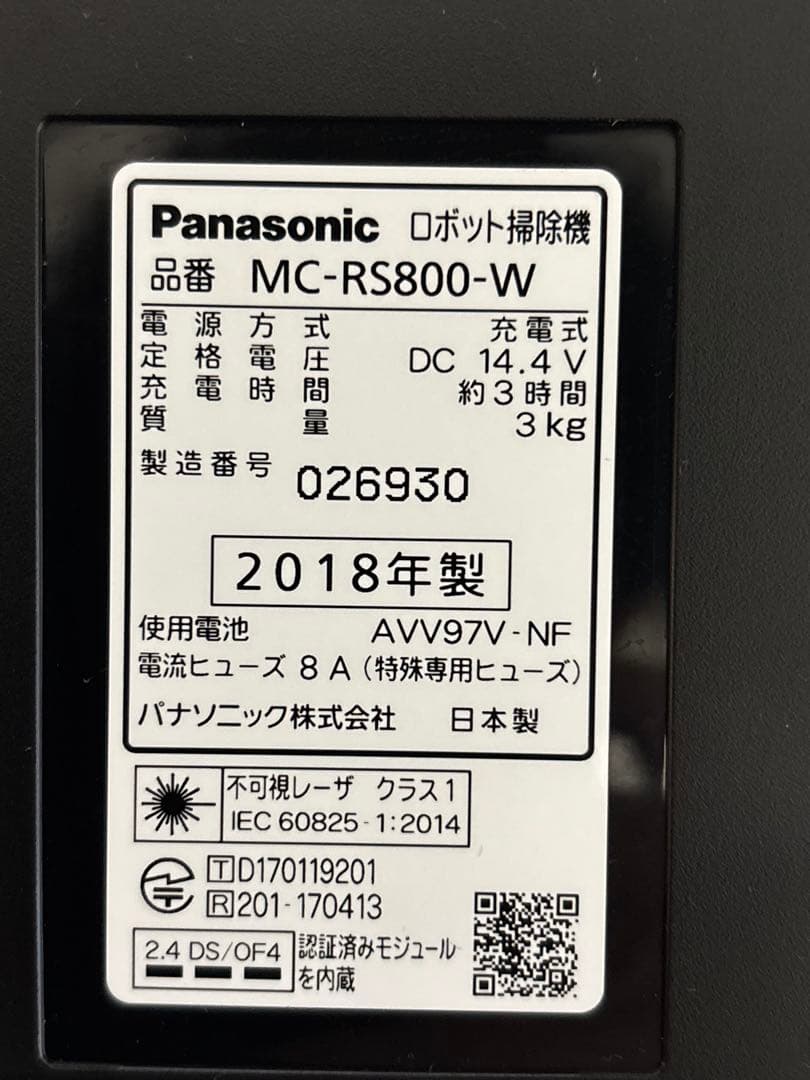 Panasonic ロボット掃除機
品番 MC-RS800-W
電源方式 充電式
定格電圧 DC 14.4 V
充電時間 約3時間
質量 3 kg
製造番号 026930
2018年製
使用電池 AVV97V-NF
電流ヒューズ 8 A (特殊専用ヒューズ)
パナソニック株式会社 日本製
不可視レーザ クラス1
IEC 60825-1:2014
T D170119201
R 201-170413
2.4 DS/OF4 認証済みモジュール
を内蔵